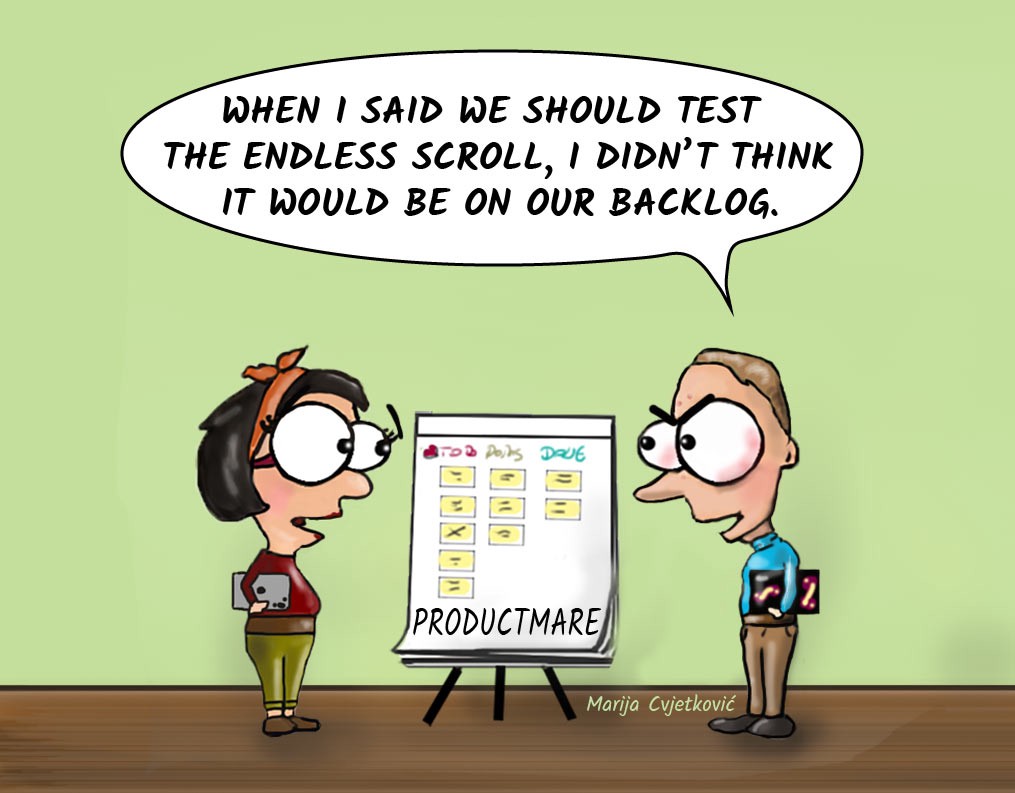 WHEN I SAID WE SHOULD TEST
THE ENDLESS SCROLL, I DIDN'T THINK
IT WOULD BE ON OUR BACKLOG.
DONE
PRODUCTMARE
Marija Cvjetković